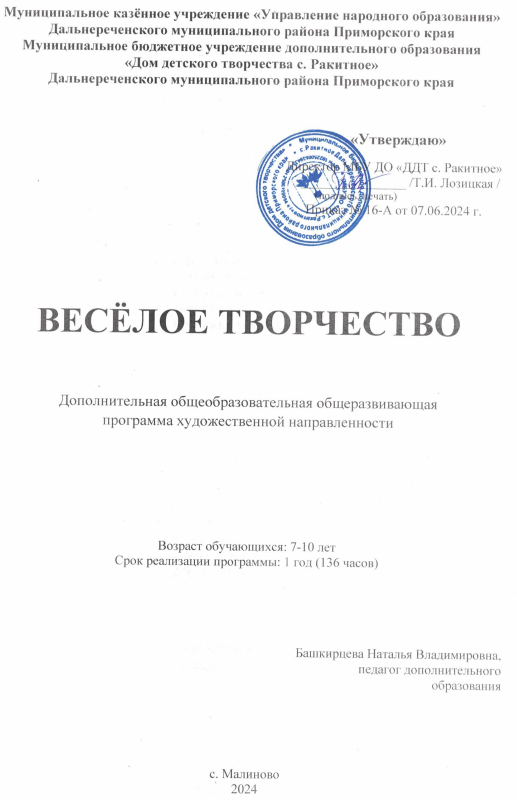 Муниципальное казённое учреждение «Управление народного образования»
Дальнереченского муниципального района Приморского края
Муниципальное бюджетное учреждение дополнительного образования
«Дом детского творчества с. Ракитное»
Дальнереченского муниципального района Приморского края
«Утверждаю»
ДО «ДДТ с. Ракитное»
/Т.И. Лозицкая /
16-А от 07.06.2024 г.
ВЕСЁЛОЕ ТВОРЧЕСТВО
Дополнительная общеобразовательная общеразвивающая
программа художественной направленности
Возраст обучающихся: 7-10 лет
Срок реализации программы: 1 год (136 часов)
Башкирцева Наталья Владимировна,
педагог дополнительного
образования
с. Малиново
2024